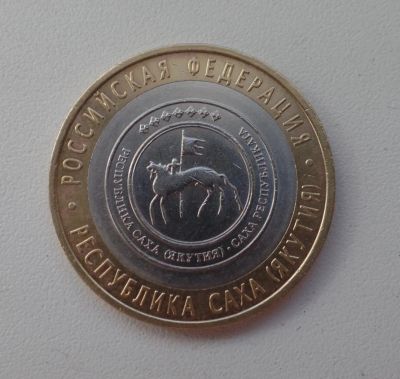 РОССИЙСКАЯ ФЕДЕРАЦИЯ
РЕСПУБЛИКА САХА (ЯКУТИЯ)
РЕСПУБЛИКА САХА (ЯКУТИЯ) · САХА РЕСПУБЛИКАТА